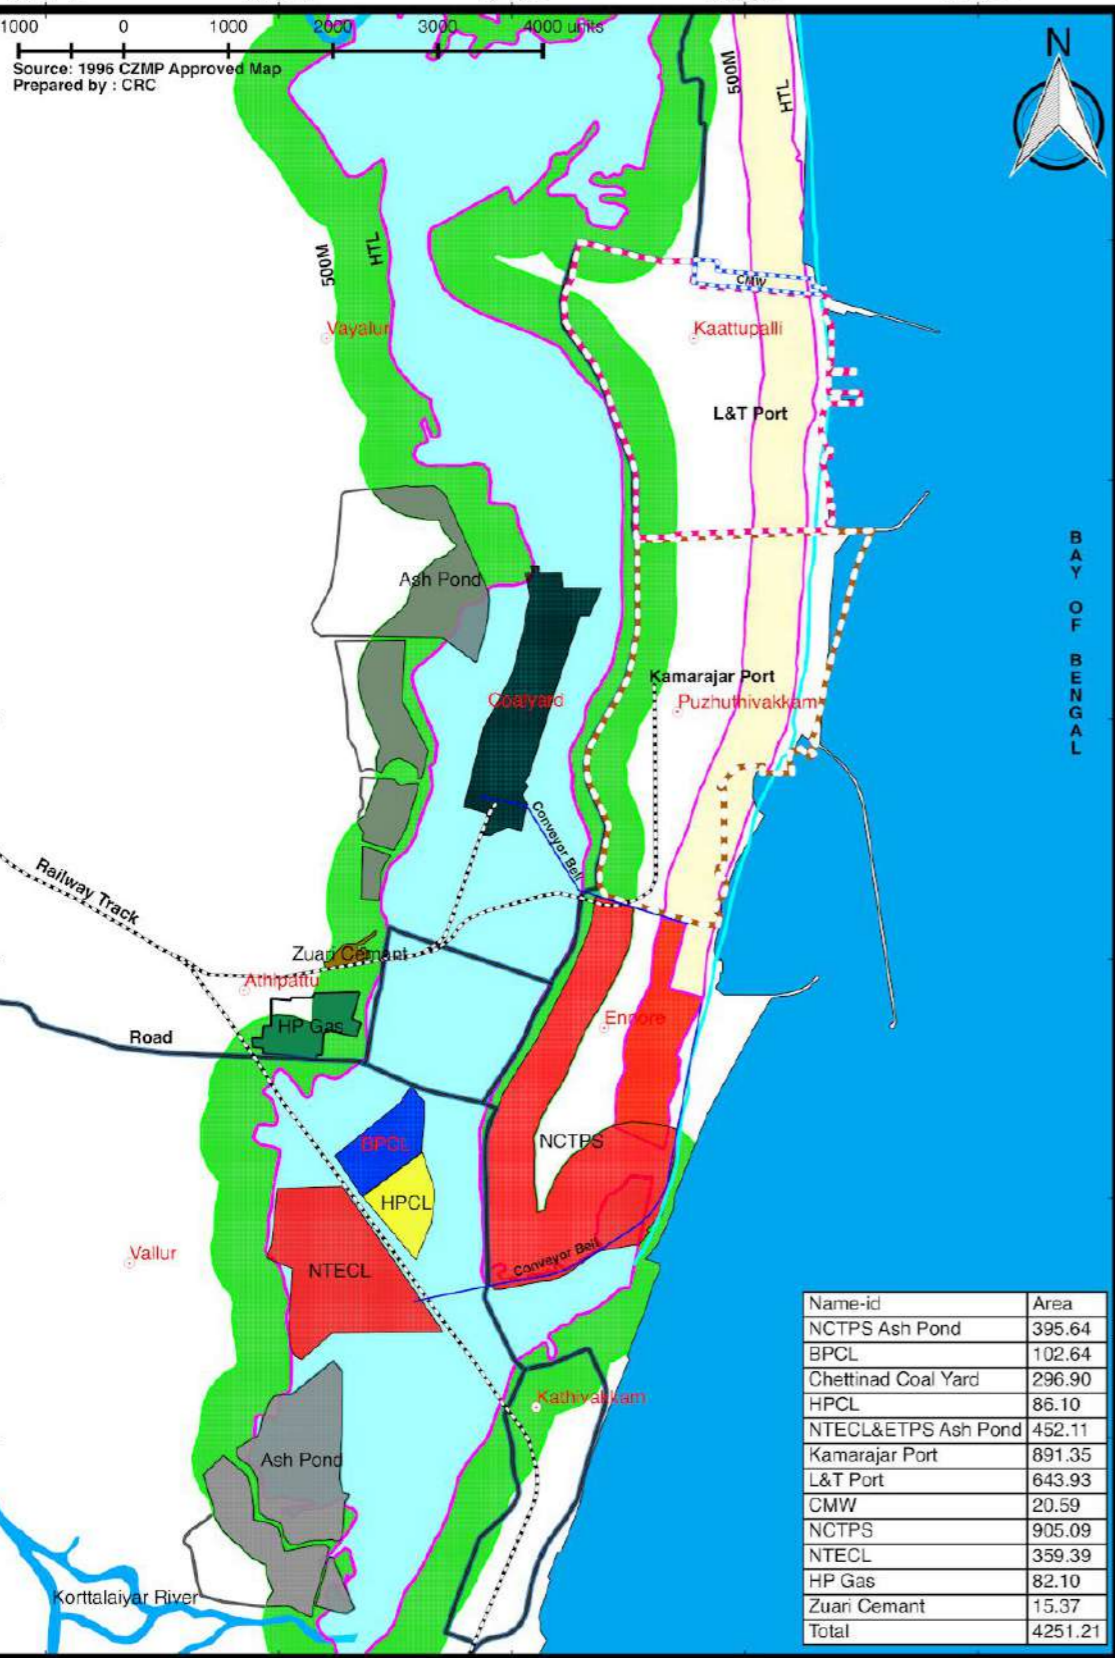 1000 0 1000 2000 3000 4000 units
Source: 1996 CZMP Approved Map
Prepared by : CRC
N
500M
HTL
500M
HTL
CMW
Vayalur
Kaattupalli
L&T Port
BAY OF BENGAL
Ash Pond
Kamarajar Port
Coalyard
Puzhuthivakkam
Conveyor Belt
Railway Track
Zuari Cemant
Athipattu
HP Gas
Ennore
Road
BPCL
NCTPS
HPCL
Vallur
NTECL
Conveyor Belt
Kathivakkam
Ash Pond
Korttalaiyar River
Name-id Area
NCTPS Ash Pond 395.64
BPCL 102.64
Chettinad Coal Yard 296.90
HPCL 86.10
NTECL&ETPS Ash Pond 452.11
Kamarajar Port 891.35
L&T Port 643.93
CMW 20.59
NCTPS 905.09
NTECL 359.39
HP Gas 82.10
Zuari Cemant 15.37
Total 4251.21